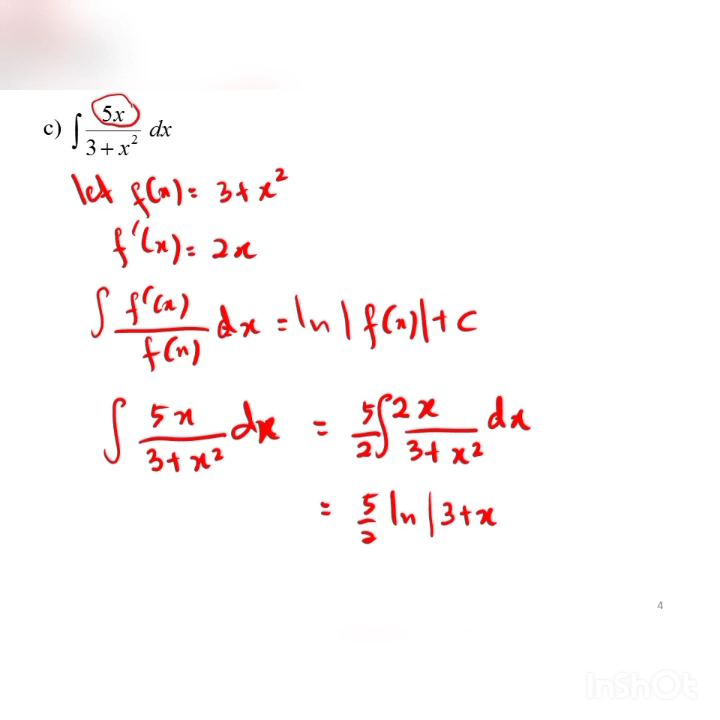 c) ∫ 5x / 3 + x² dx
let f(x) = 3 + x²
f'(x) = 2x
∫ f'(x) / f(x) dx = ln | f(x)| + c
∫ 5x / 3 + x² dx = 5/2 ∫ 2x / 3 + x² dx
= 5/2 ln | 3 + x
4
InShOt